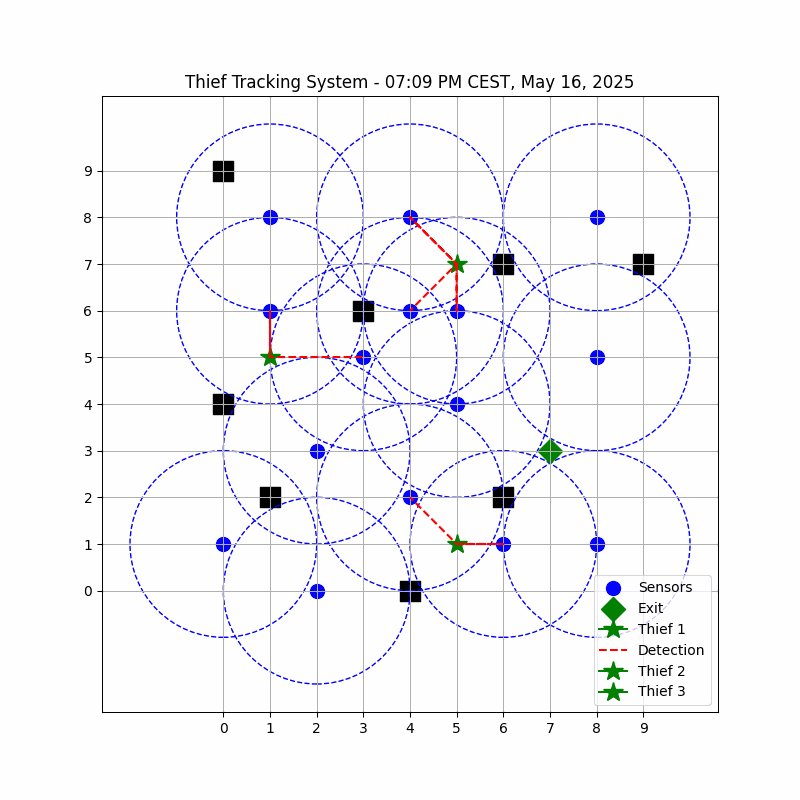 Thief Tracking System - 07:09 PM CEST, May 16, 2025
9
8
7
6
5
4
3
2
1
0
Sensors
Exit
Thief 1
Detection
Thief 2
Thief 3
0 1 2 3 4 5 6 7 8 9